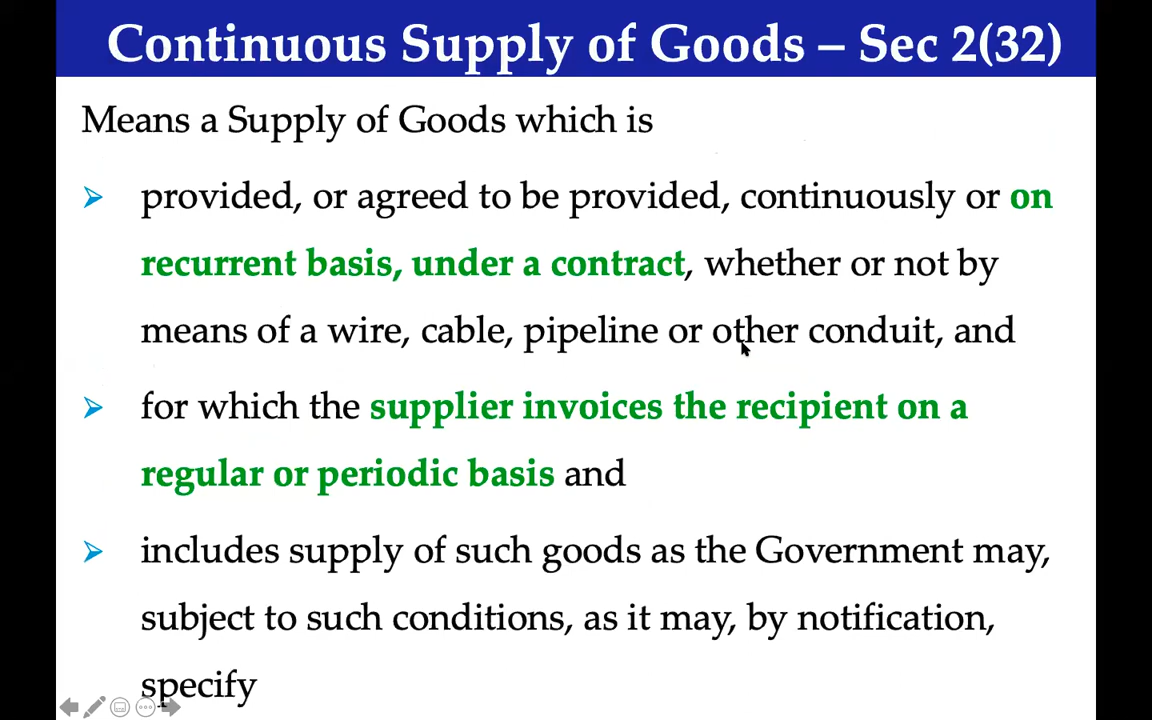 Continuous Supply of Goods – Sec 2(32)
Means a Supply of Goods which is
provided, or agreed to be provided, continuously or on
recurrent basis, under a contract, whether or not by
means of a wire, cable, pipeline or other conduit, and
for which the supplier invoices the recipient on a
regular or periodic basis and
includes supply of such goods as the Government may,
subject to such conditions, as it may, by notification,
specify